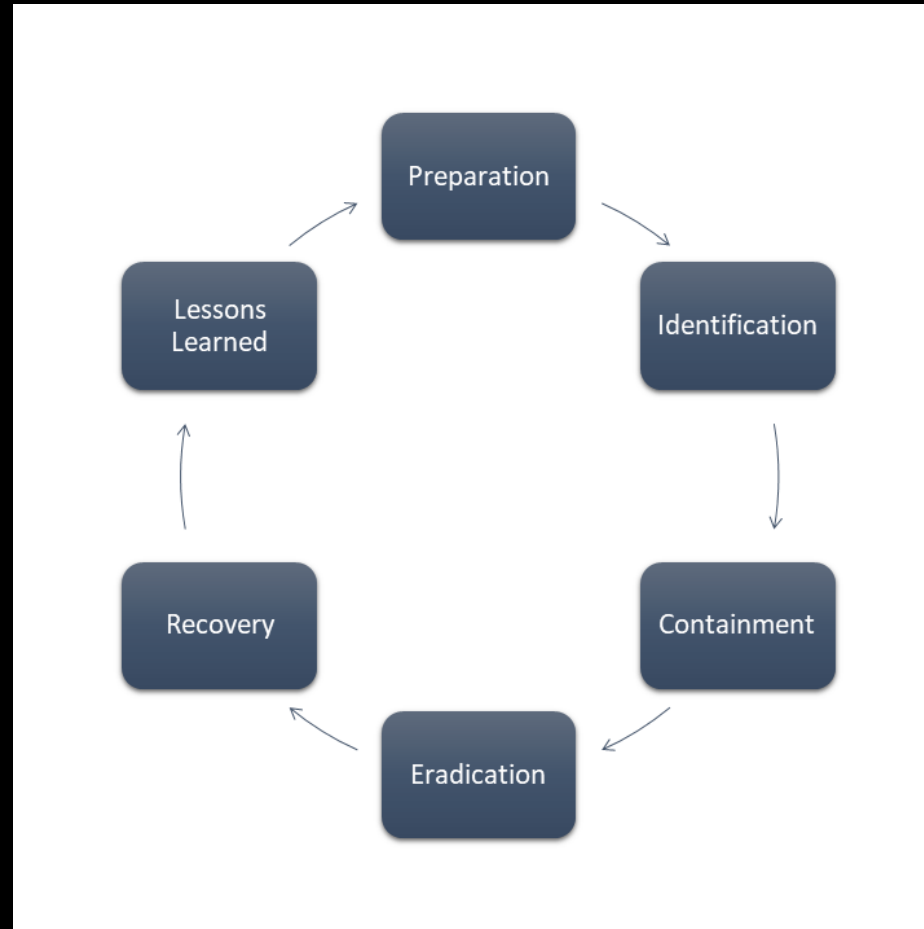 Preparation
Identification
Containment
Eradication
Recovery
Lessons
Learned